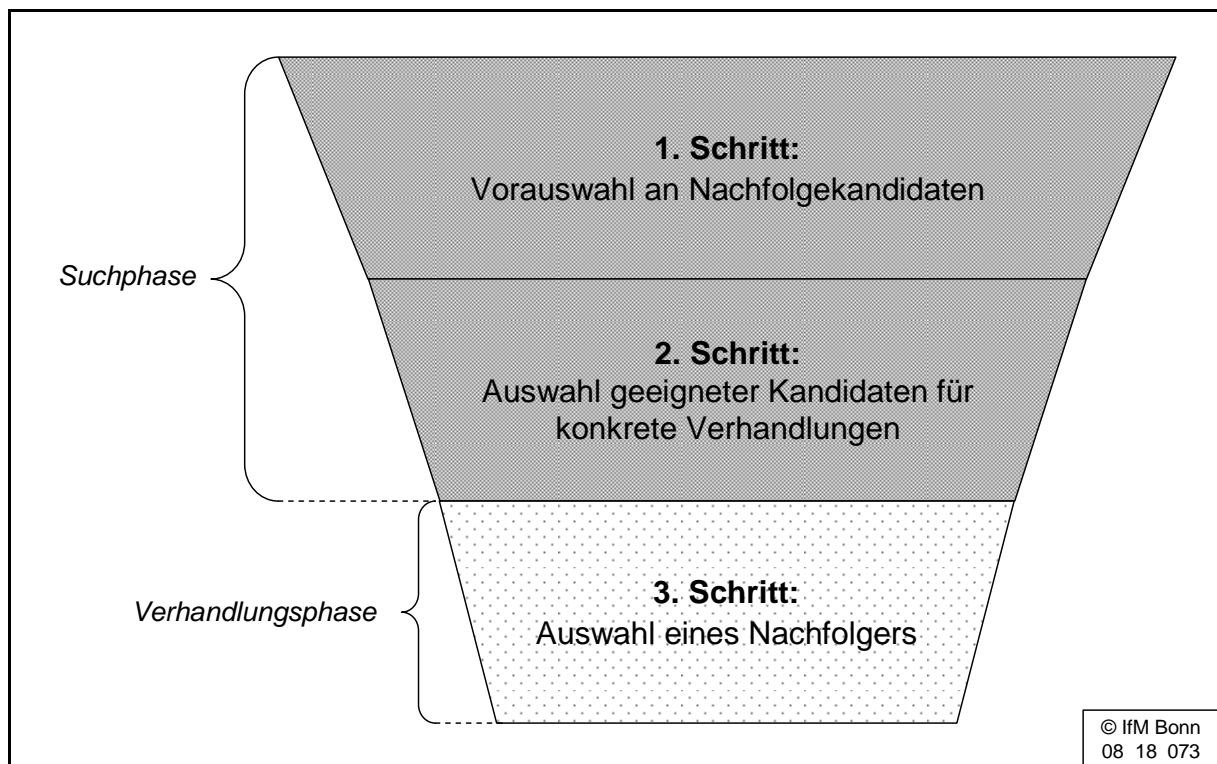 1. Schritt:
Vorauswahl an Nachfolgekandidaten
Suchphase
2. Schritt:
Auswahl geeigneter Kandidaten für
konkrete Verhandlungen
3. Schritt:
Verhandlungsphase
Auswahl eines Nachfolgers
© IfM Bonn
08 18 073